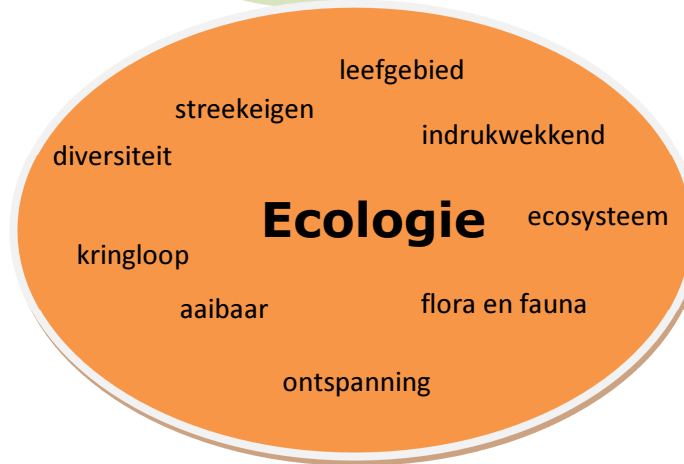 leefgebied
streekeigen
indrukwekkend
diversiteit
Ecologie
ecosysteem
kringloop
aaibaar
flora en fauna
ontspanning